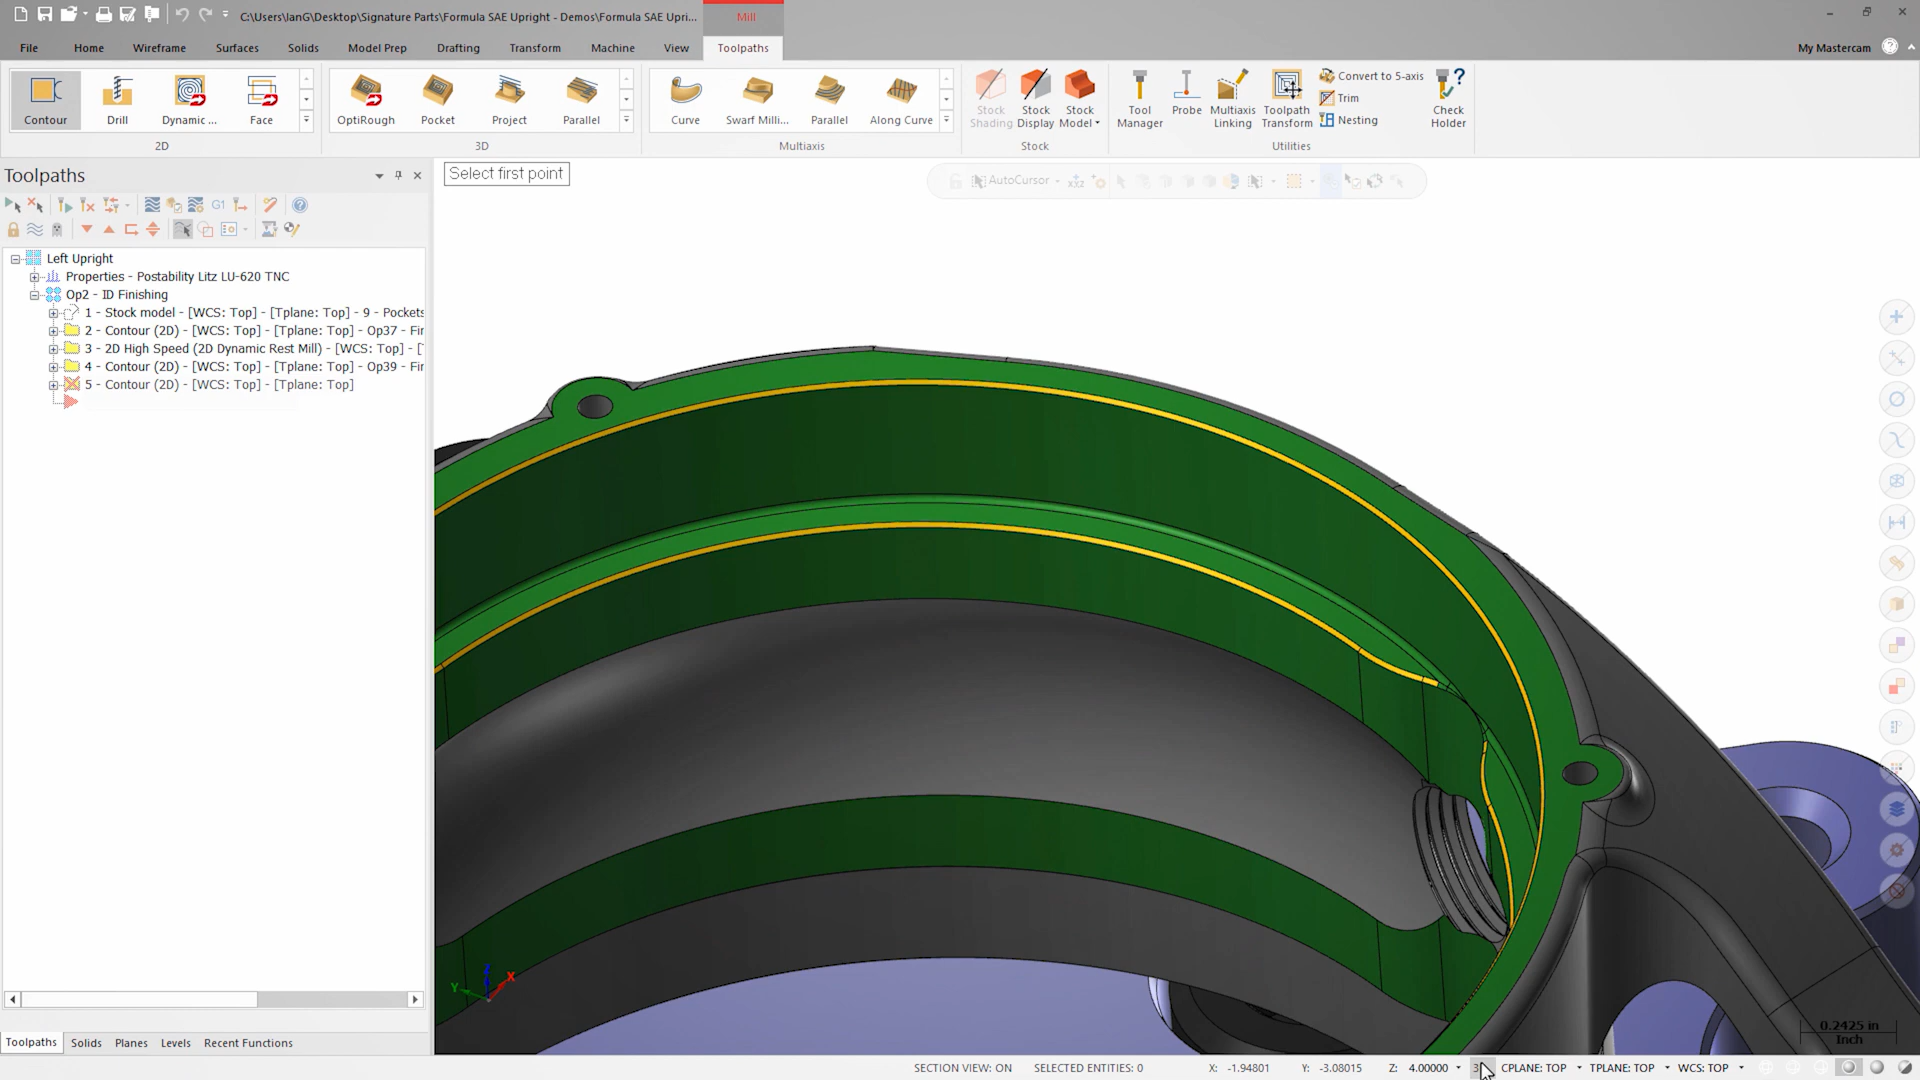 C:\Users\IanG\Desktop\Signature Parts\Formula SAE Upright - Demos\Formula SAE Upri...
Mill
File Home Wireframe Surfaces Solids Model Prep Drafting Transform Machine View Toolpaths
My Mastercam
Contour Drill Dynamic ... Face
2D
OptiRough Pocket Project Parallel
3D
Curve Swarf Milli... Parallel Along Curve
Multiaxis
Stock Shading Stock Display Stock Model
Stock
Tool Manager Probe Multiaxis Linking Toolpath Transform
Convert to 5-axis
Trim
Nesting
Check Holder
Utilities
Toolpaths
Select first point
AutoCursor
G1
Left Upright
Properties - Postability Litz LU-620 TNC
Op2 - ID Finishing
1 - Stock model - [WCS: Top] - [Tplane: Top] - 9 - Pockets
2 - Contour (2D) - [WCS: Top] - [Tplane: Top] - Op37 - Fir
3 - 2D High Speed (2D Dynamic Rest Mill) - [WCS: Top] - [
4 - Contour (2D) - [WCS: Top] - [Tplane: Top] - Op39 - Fir
5 - Contour (2D) - [WCS: Top] - [Tplane: Top]
Z
X
Y
0.2425 in
Inch
Toolpaths Solids Planes Levels Recent Functions
SECTION VIEW: ON SELECTED ENTITIES: 0 X: -1.94801 Y: -3.08015 Z: 4.00000 CPLANE: TOP TPLANE: TOP WCS: TOP